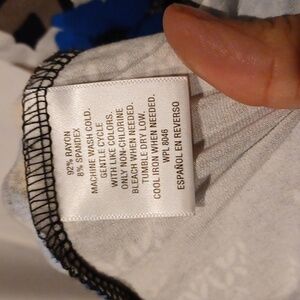 92% RAYON
8% SPANDEX
MACHINE WASH COLD.
GENTLE CYCLE
WITH LIKE COLORS.
ONLY NON-CHLORINE
BLEACH WHEN NEEDED.
TUMBLE DRY LOW.
COOL IRON WHEN NEEDED.
WPL 8046
ESPAÑOL EN REVERSO